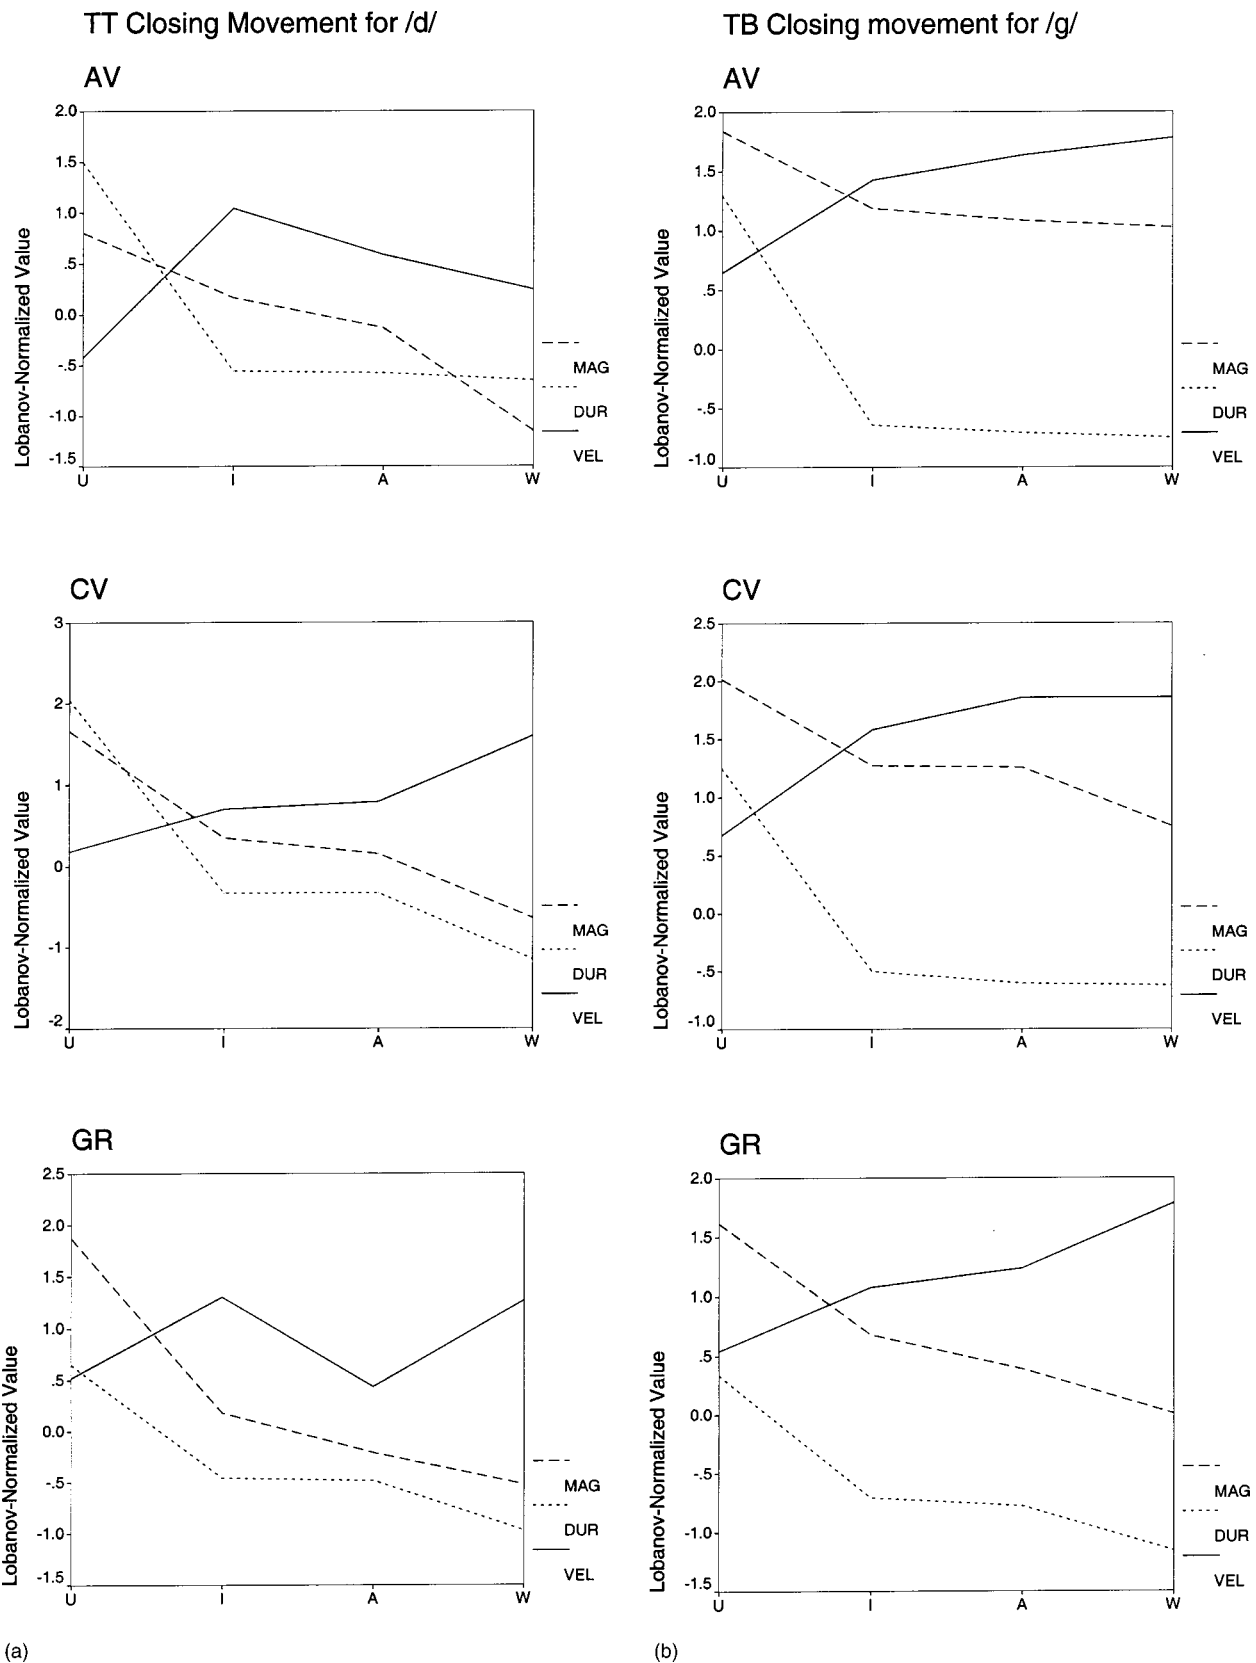 TT Closing Movement for /d/
AV
Lobanov-Normalized Value
2.0
1.5
1.0
.5
0.0
-.5
-1.0
-1.5
U I A W
MAG
DUR
VEL
CV
Lobanov-Normalized Value
3
2
1
0
-1
-2
U I A W
MAG
DUR
VEL
GR
Lobanov-Normalized Value
2.5
2.0
1.5
1.0
.5
0.0
-.5
-1.0
-1.5
U I A W
MAG
DUR
VEL
(a)
TB Closing movement for /g/
AV
Lobanov-Normalized Value
2.0
1.5
1.0
.5
0.0
-.5
-1.0
U I A W
MAG
DUR
VEL
CV
Lobanov-Normalized Value
2.5
2.0
1.5
1.0
.5
0.0
-.5
-1.0
U I A W
MAG
DUR
VEL
GR
Lobanov-Normalized Value
2.0
1.5
1.0
.5
0.0
-.5
-1.0
-1.5
U I A W
MAG
DUR
VEL
(b)